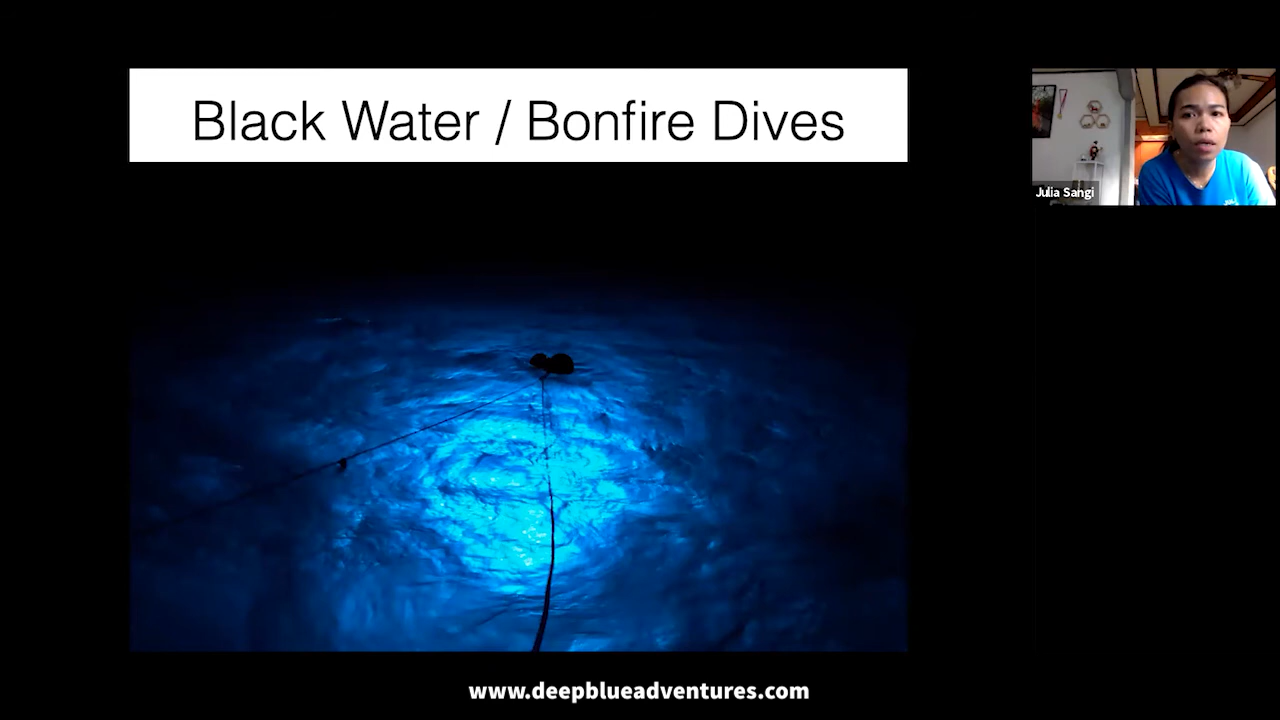 Black Water / Bonfire Dives
Julia Sangi
www.deepblueadventures.com